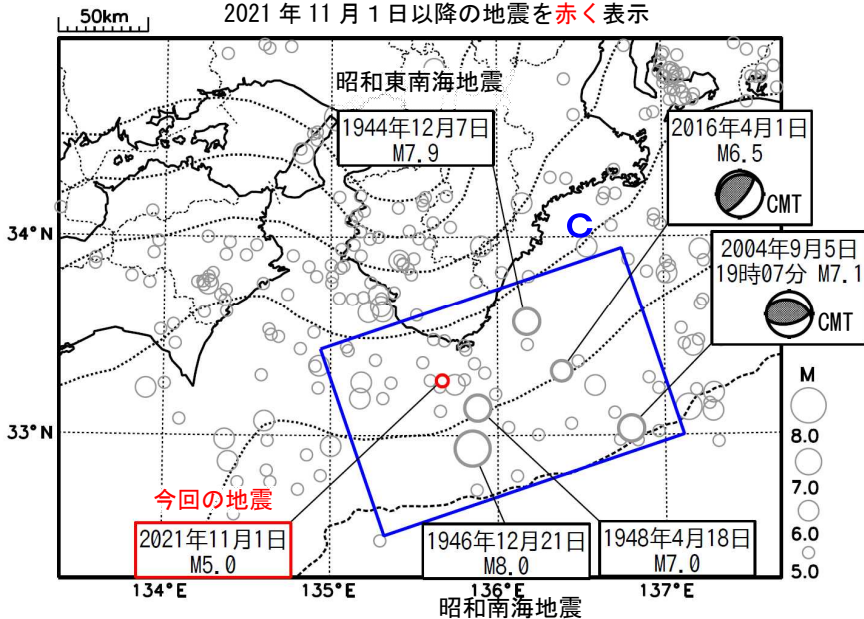 50km
2021年11月1日以降の地震を赤く表示
昭和東南海地震
1944年12月7日
M7.9
2016年4月1日
M6.5
CMT
C
34°N
2004年9月5日
19時07分 M7.1
CMT
M
8.0
7.0
6.0
5.0
33°N
今回の地震
2021年11月1日
M5.0
1946年12月21日
M8.0
1948年4月18日
M7.0
134°E
135°E
136°E
137°E
昭和南海地震